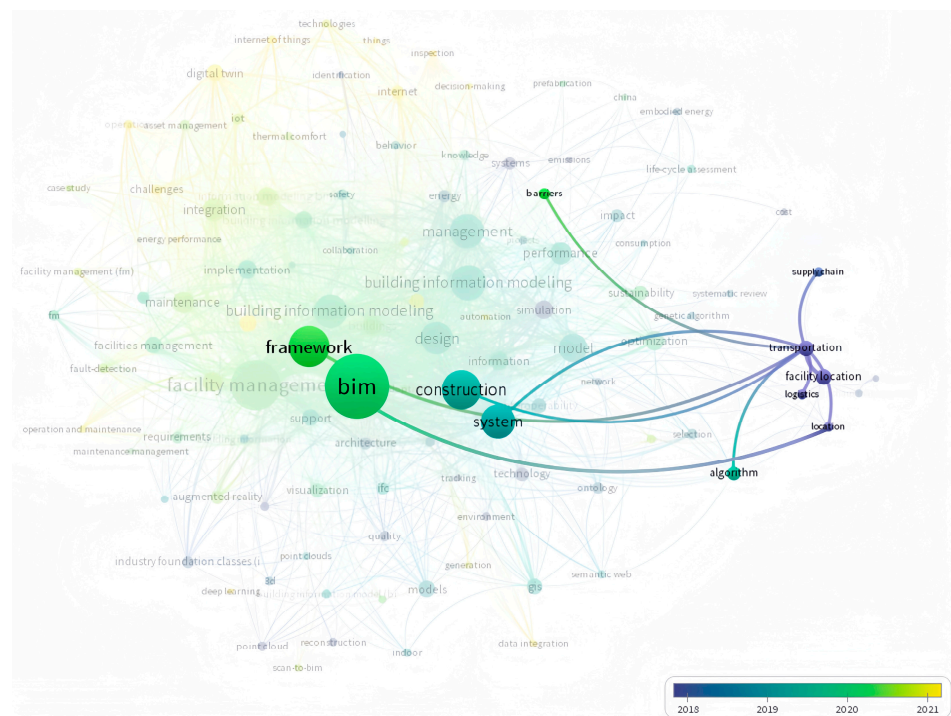 technologies
internet of things
things
inspection
digital twin
identification
internet
decision-making
prefabrication
china
embodied energy
asset management
iot
thermal comfort
behavior
knowledge
systems
emissions
life-cycle assessment
case study
challenges
safety
energy
barriers
integration
impact
cost
management
energy performance
collaboration
performance
consumption
facility management (fm)
implementation
supply chain
building information modeling
sustainability
systematic review
maintenance
building information modeling
automation
simulation
genetic algorithm
fm
facilities management
framework
design
model
optimization
transportation
fault-detection
information
facility location
facility manageme
bim
construction
network
logistics
support
system
location
operation and maintenance
requirements
architecture
selection
maintenance management
technology
algorithm
tracking
augmented reality
visualization
ifc
ontology
environment
quality
industry foundation classes (i
point clouds
generation
semantic web
3d
deep learning
models
gis
point cloud
reconstruction
indoor
data integration
scan-to-bim
2018
2019
2020
2021